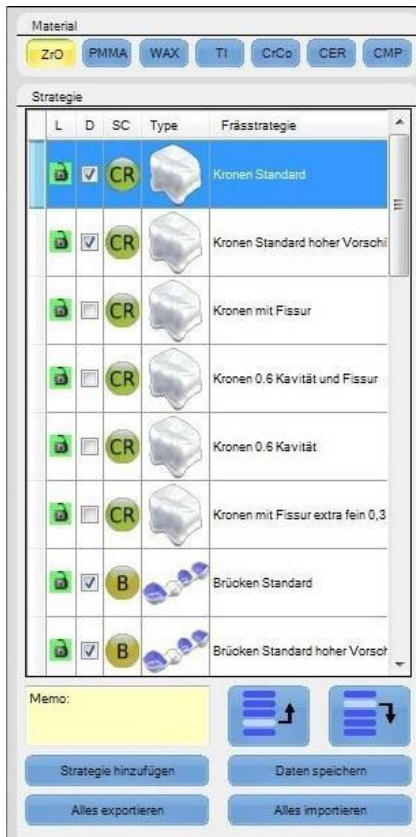 Material
ZrO PMMA WAX TI CrCo CER CMP
Strategie
L D SC Type Frässtrategie
CR Kronen Standard
CR Kronen Standard hoher Vorschi
CR Kronen mit Fissur
CR Kronen 0.6 Kavität und Fissur
CR Kronen 0.6 Kavität
CR Kronen mit Fissur extra fein 0,3
B Brücken Standard
B Brücken Standard hoher Vorsch
Memo:
Strategie hinzufügen Daten speichern
Alles exportieren Alles importieren